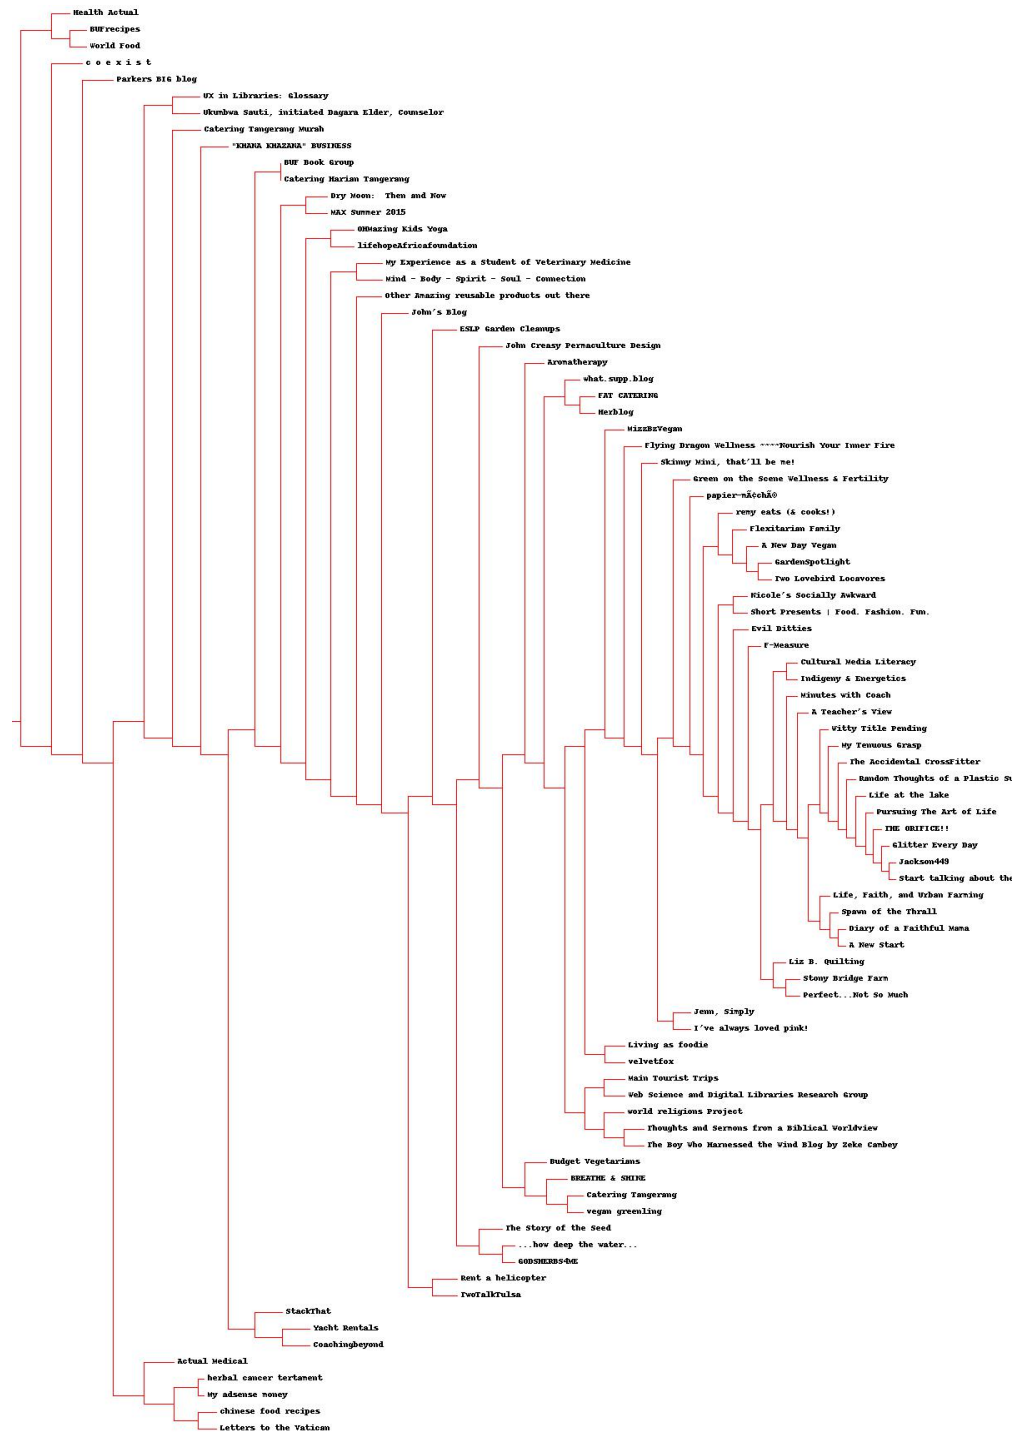 Health Actual
BUFrecipes
World Food
c o e x i s t
Parkers BIG blog
UX in Libraries: Glossary
Ukumbwa Sauti, initiated Dagara Elder, Counselor
Catering Tangerang Murah
"KHANA KHAZANA" BUSINESS
BUF Book Group
Catering Harian Tangerang
Dry Moon:  Then and Now
WAX Summer 2015
OHMazing Kids Yoga
lifehopeAfricafoundation
My Experience as a Student of Veterinary Medicine
Mind - Body - Spirit - Soul - Connection
Other Amazing reusable products out there
John's Blog
ESLP Garden Cleanups
John Creasy Permaculture Design
Aromatherapy
what.supp.blog
FAT CATERING
Herblog
MizzBzVegan
Flying Dragon Wellness ~~~~Nourish Your Inner Fire
Skinny Mini, that'll be me!
Green on the Scene Wellness & Fertility
papier-mÃ¢chÃ©
remy eats (& cooks!)
Flexitarian Family
A New Day Vegan
GardenSpotlight
Two Lovebird Locavores
Nicole's Socially Awkward
Short Presents | Food. Fashion. Fun.
Evil Ditties
F-Measure
Cultural Media Literacy
Indigeny & Energetics
Minutes with Coach
A Teacher's View
Witty Title Pending
My Tenuous Grasp
The Accidental CrossFitter
Random Thoughts of a Plastic Su
Life at the lake
Pursuing The Art of Life
THE ORIFICE!!
Glitter Every Day
Jackson449
Start talking about the
Life, Faith, and Urban Farming
Spawn of the Thrall
Diary of a Faithful Mama
A New Start
Liz B. Quilting
Stony Bridge Farm
Perfect...Not So Much
Jenn, Simply
I've always loved pink!
Living as foodie
velvetfox
Main Tourist Trips
Web Science and Digital Libraries Research Group
world religions Project
Thoughts and Sermons from a Biblical Worldview
The Boy Who Harnessed the Wind Blog by Zeke Cambey
Budget Vegetarians
BREATHE & SHINE
Catering Tangerang
vegan greenling
The Story of the Seed
...how deep the water...
GODSHERBS4ME
Rent a helicopter
TwoTalkTulsa
StackThat
Yacht Rentals
Coachingbeyond
Actual Medical
herbal cancer tertament
My adsense money
chinese food recipes
Letters to the Vatican